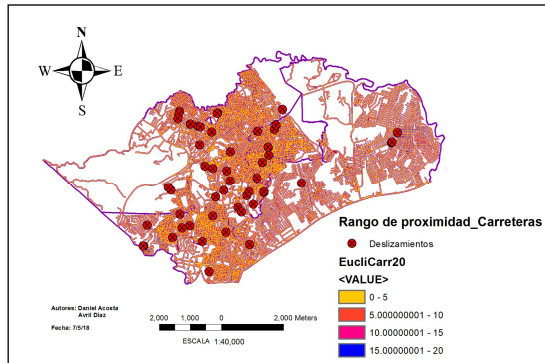 N
W E
S
Rango de proximidad_Carreteras
Deslizamientos
EucliCarr20
<VALUE>
0 - 5
5.000000001 - 10
10.00000001 - 15
15.00000001 - 20
Autores: Daniel Acosta
Avril Díaz
Fecha: 7/5/18
2,000 1,000 0 2,000 Meters
ESCALA 1:40,000